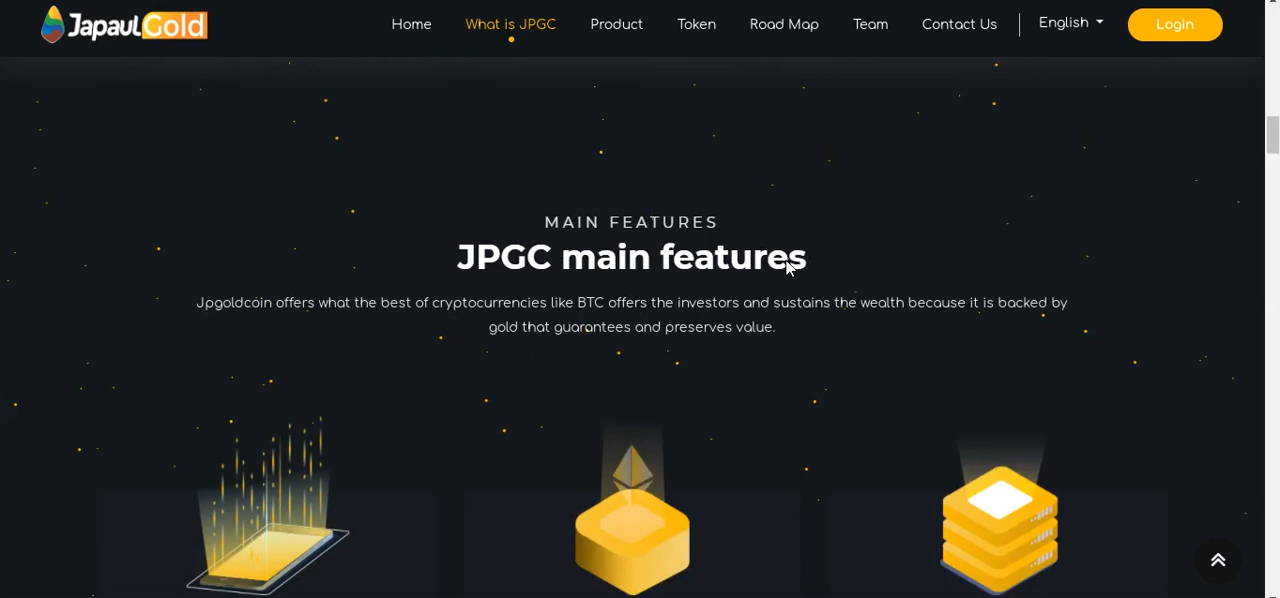 JapaulGold
Home What is JPGC Product Token Road Map Team Contact Us English Login
MAIN FEATURES
JPGC main features
Jpgoldcoin offers what the best of cryptocurrencies like BTC offers the investors and sustains the wealth because it is backed by
gold that guarantees and preserves value.